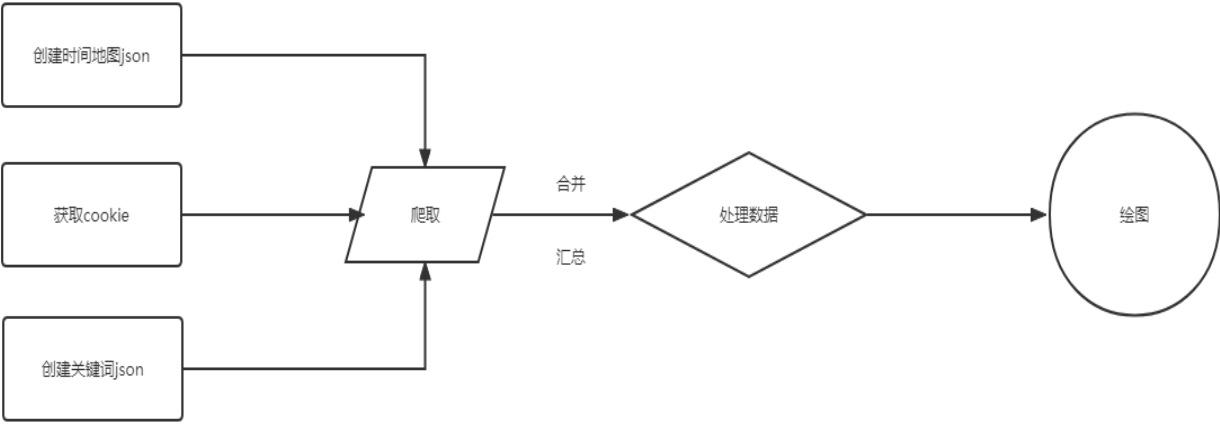 创建时间地图json
获取cookie
创建关键词json
爬取
合并
汇总
处理数据
绘图